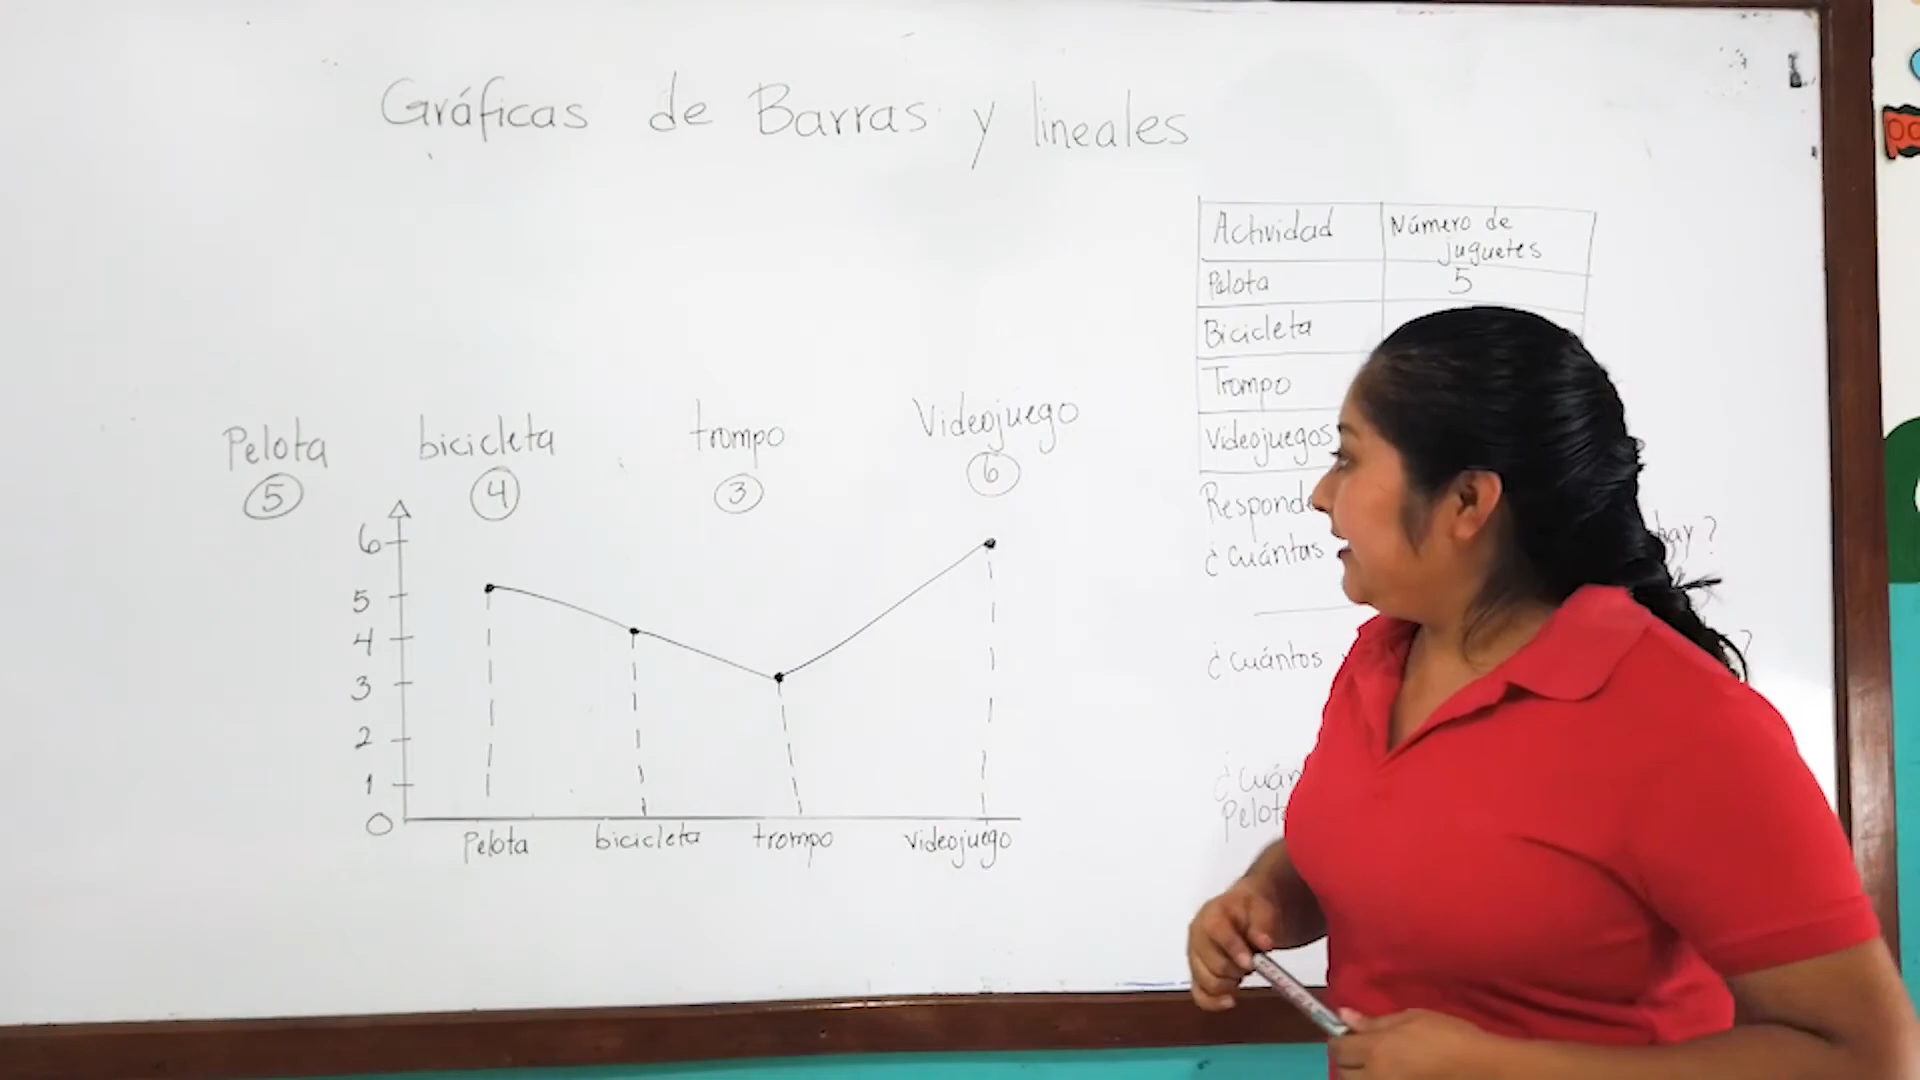 Gráficas de Barras y lineales
Actividad Número de juguetes
Pelota 5
Bicicleta
Trompo
Videojuegos
Pelota bicicleta trompo Videojuego
5 4 3 6
6
5
4
3
2
1
0
Pelota bicicleta trompo videojuego
¿Cuántas hay?
¿Cuántos ?